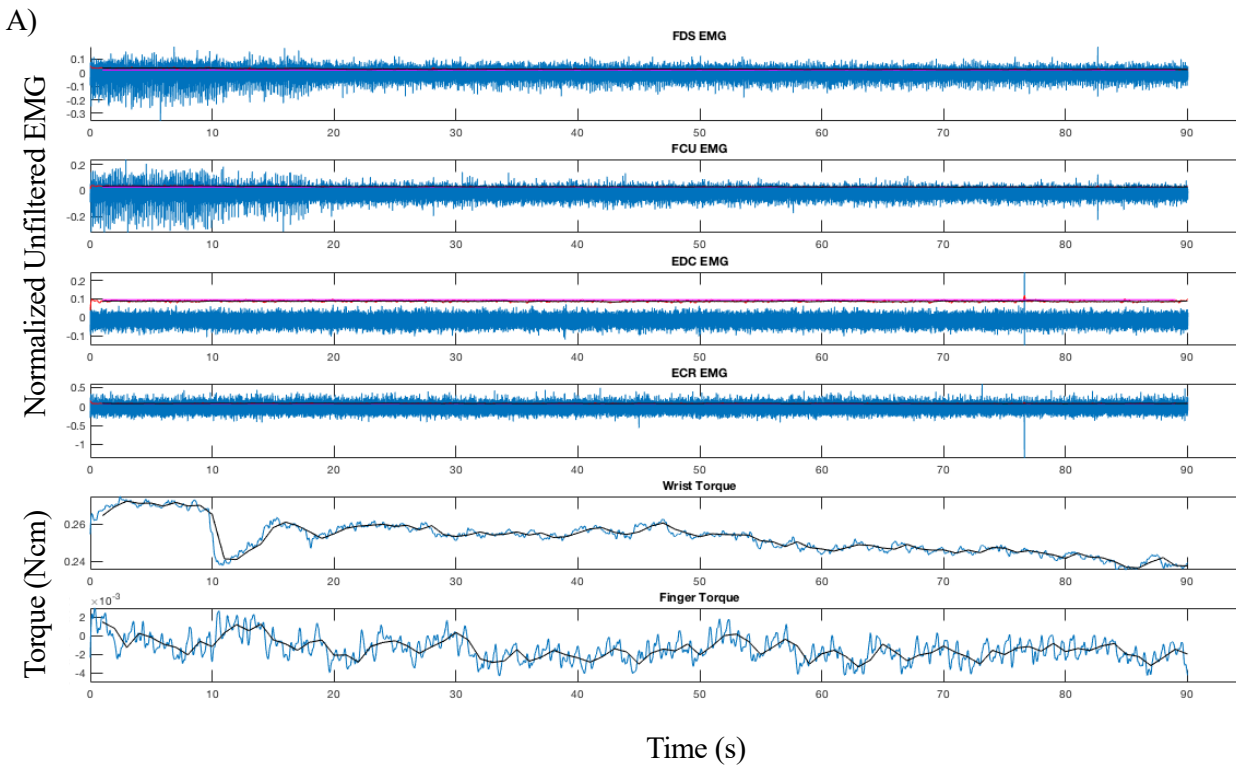 A)
Normalized Unfiltered EMG
FDS EMG
0.1
0
-0.1
-0.2
-0.3
0 10 20 30 40 50 60 70 80 90
FCU EMG
0.2
0
-0.2
0 10 20 30 40 50 60 70 80 90
EDC EMG
0.2
0.1
0
-0.1
0 10 20 30 40 50 60 70 80 90
ECR EMG
0.5
0
-0.5
-1
0 10 20 30 40 50 60 70 80 90
Torque (Ncm)
Wrist Torque
0.26
0.24
0 10 20 30 40 50 60 70 80 90
×10⁻³
Finger Torque
2
0
-2
-4
0 10 20 30 40 50 60 70 80 90
Time (s)